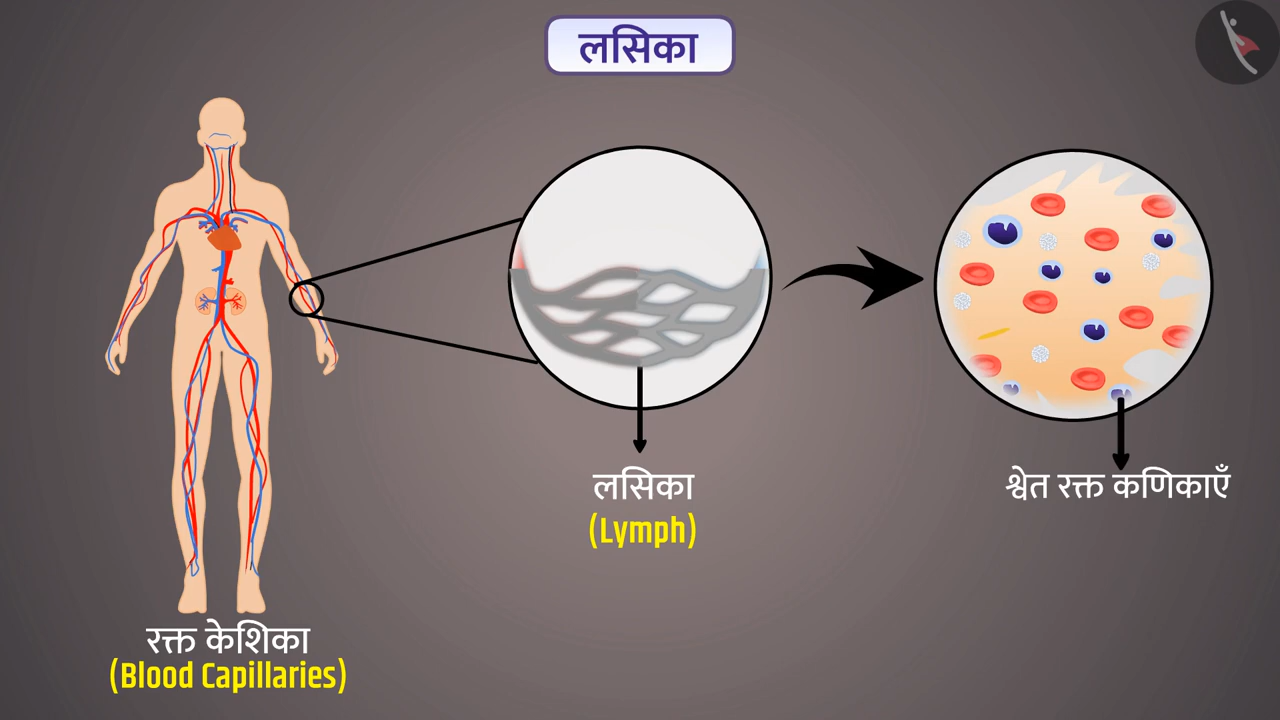 लसिका
लसिका
(Lymph)
श्वेत रक्त कणिकाएँ
रक्त केशिका
(Blood Capillaries)